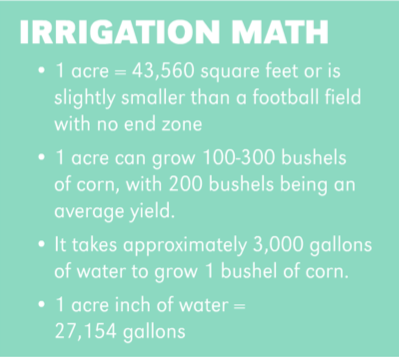 IRRIGATION MATH
• 1 acre = 43,560 square feet or is
slightly smaller than a football field
with no end zone
• 1 acre can grow 100-300 bushels
of corn, with 200 bushels being an
average yield.
• It takes approximately 3,000 gallons
of water to grow 1 bushel of corn.
• 1 acre inch of water =
27,154 gallons